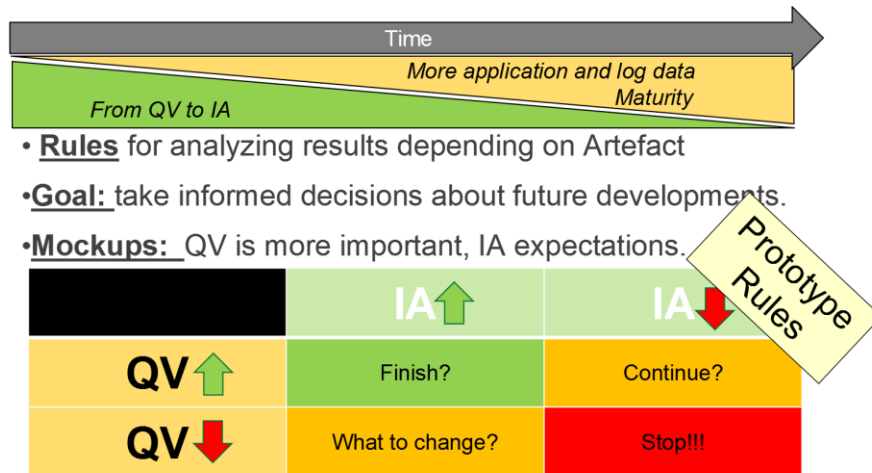 Time
More application and log data
Maturity
From QV to IA
• Rules for analyzing results depending on Artefact
•Goal: take informed decisions about future developments.
•Mockups: QV is more important, IA expectations.
Prototype
Rules
IA IA
QV Finish? Continue?
QV What to change? Stop!!!